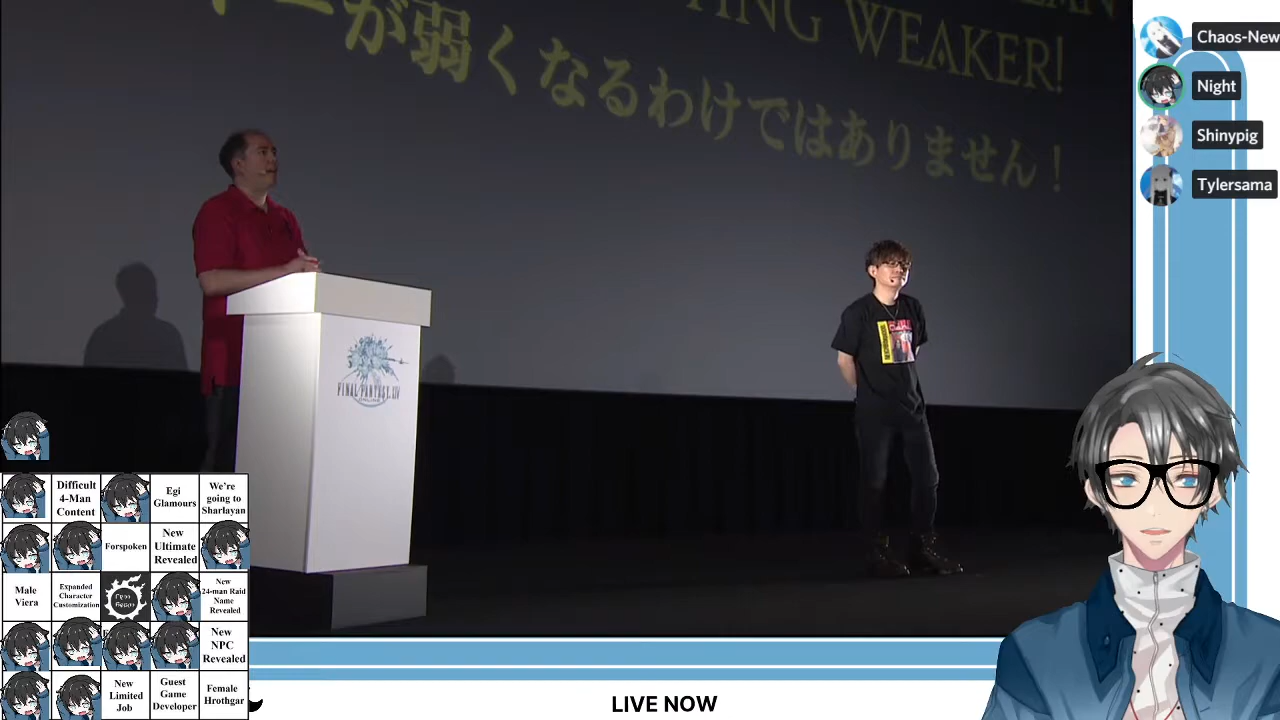 TING WEAKER!
が弱くなるわけではありません！
Chaos-New
Night
Shinypig
Tylersama
FINAL FANTASY XIV
ONLINE
Difficult
4-Man
Content
Egi
Glamours
We're
going to
Sharlayan
Forspoken
New
Ultimate
Revealed
Male
Viera
Expanded
Character
Customization
New
24-man Raid
Name
Revealed
New
NPC
Revealed
New
Limited
Job
Guest
Game
Developer
Female
Hrothgar
LIVE NOW